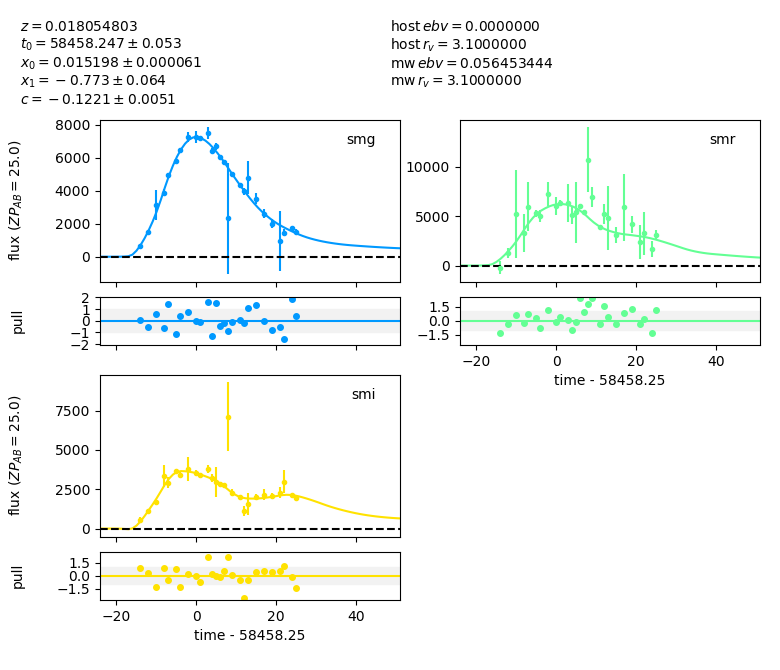 z = 0.018054803
t₀ = 58458.247 ± 0.053
x₀ = 0.015198 ± 0.000061
x₁ = −0.773 ± 0.064
c = −0.1221 ± 0.0051
host ebv = 0.0000000
host r_v = 3.1000000
mw ebv = 0.056453444
mw r_v = 3.1000000
smg
flux (ZP_AB = 25.0)
8000
6000
4000
2000
0
pull
2
1
0
−1
−2
smr
10000
5000
0
1.5
0.0
−1.5
−20 0 20 40
time - 58458.25
smi
flux (ZP_AB = 25.0)
7500
5000
2500
0
pull
1.5
0.0
−1.5
−20 0 20 40
time - 58458.25